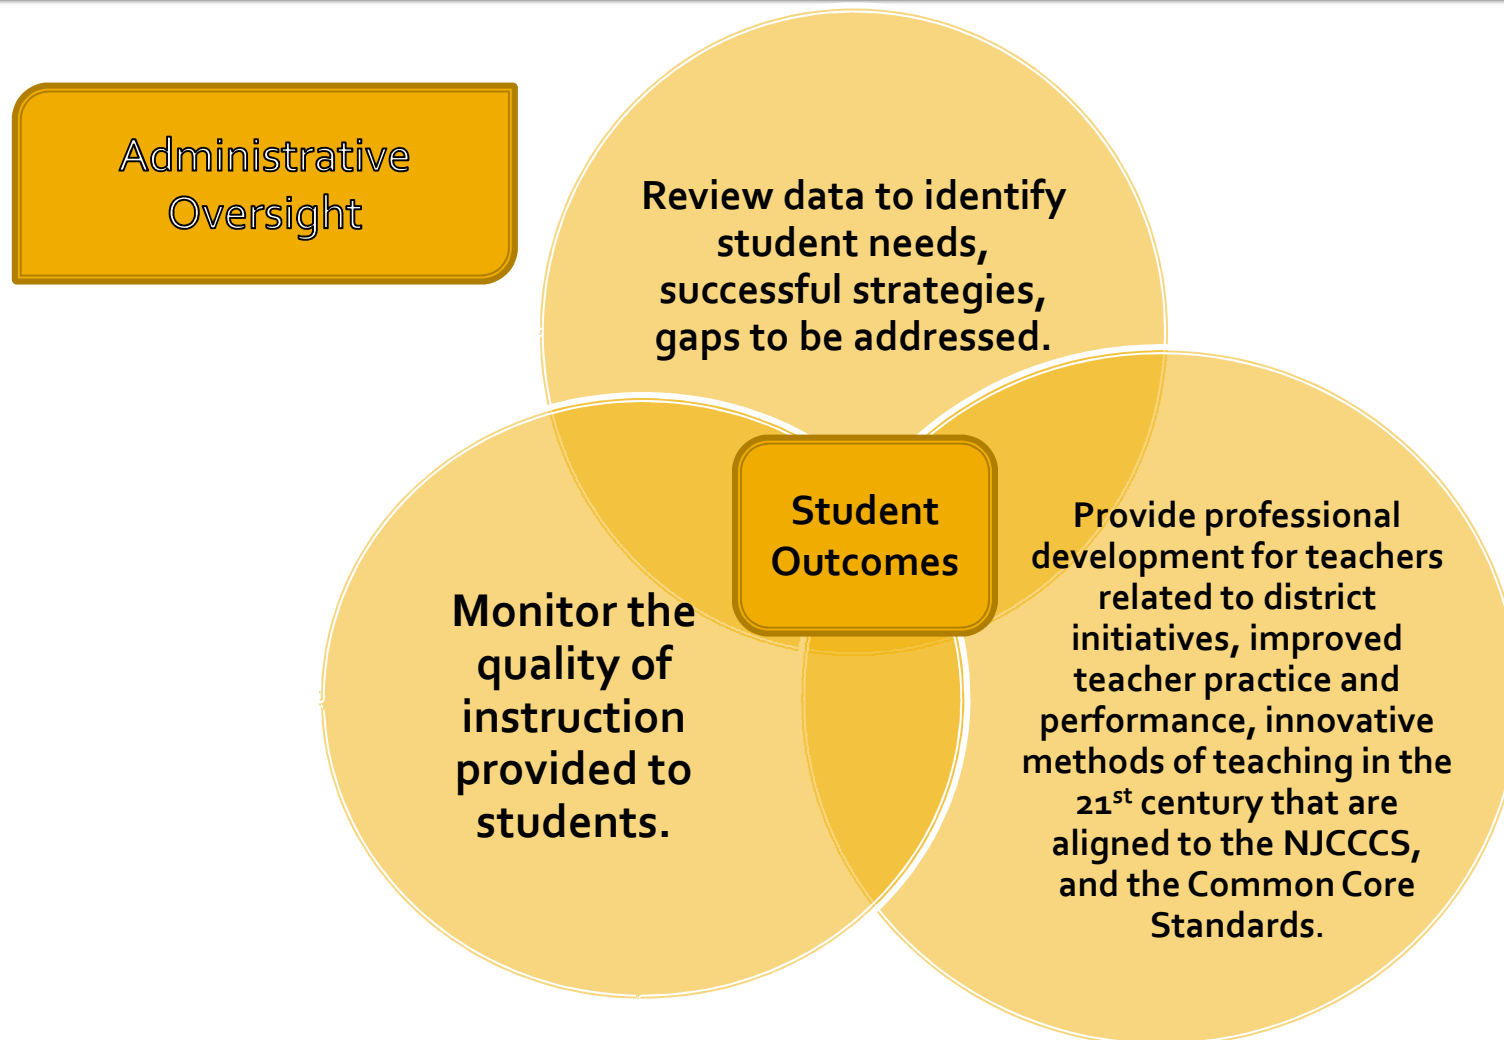 Administrative
Oversight
Review data to identify
student needs,
successful strategies,
gaps to be addressed.
Student
Outcomes
Monitor the
quality of
instruction
provided to
students.
Provide professional
development for teachers
related to district
initiatives, improved
teacher practice and
performance, innovative
methods of teaching in the
21st century that are
aligned to the NJCCCS,
and the Common Core
Standards.